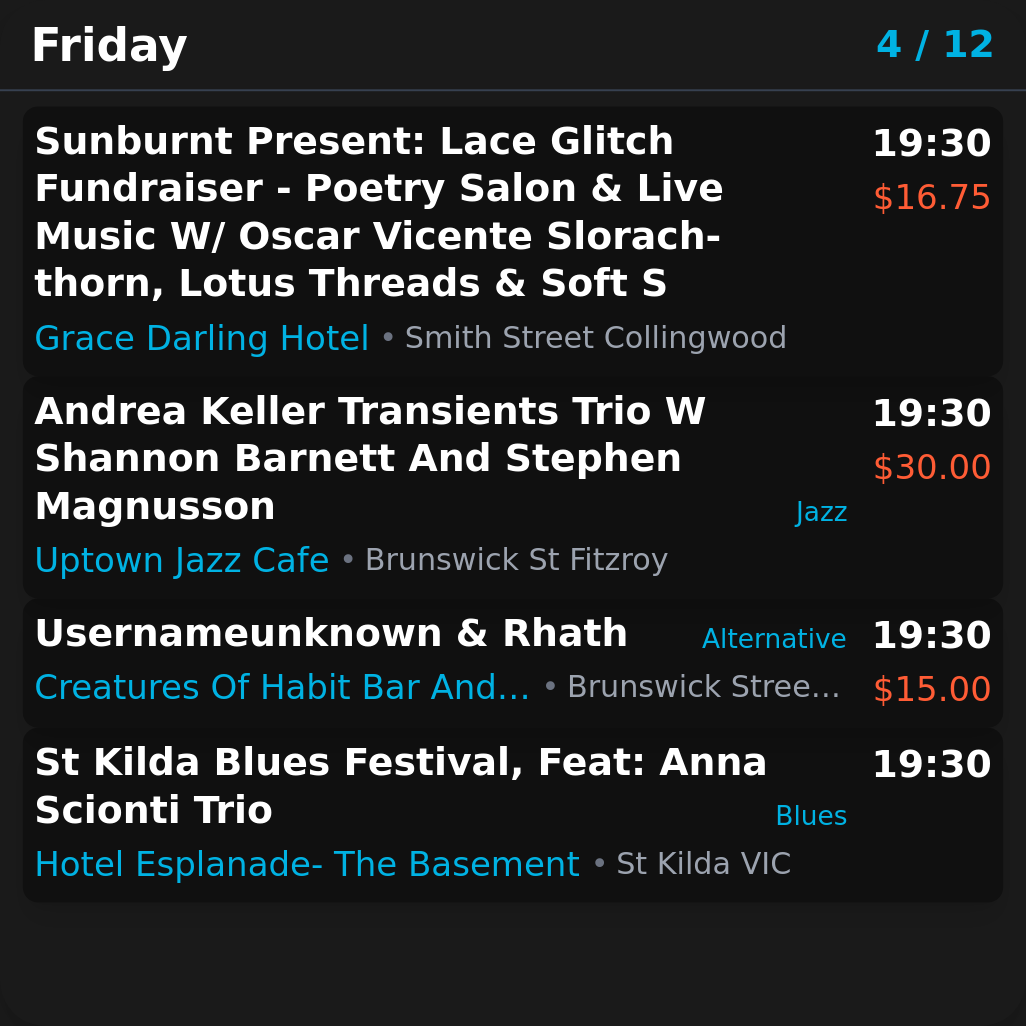 Friday
4 / 12
Sunburnt Present: Lace Glitch
Fundraiser - Poetry Salon & Live
Music W/ Oscar Vicente Slorach-
thorn, Lotus Threads & Soft S
19:30
$16.75
Grace Darling Hotel • Smith Street Collingwood
Andrea Keller Transients Trio W
Shannon Barnett And Stephen
Magnusson
Jazz
19:30
$30.00
Uptown Jazz Cafe • Brunswick St Fitzroy
Usernameunknown & Rhath
Alternative
19:30
Creatures Of Habit Bar And... • Brunswick Stree...
$15.00
St Kilda Blues Festival, Feat: Anna
Scionti Trio
Blues
19:30
Hotel Esplanade- The Basement • St Kilda VIC